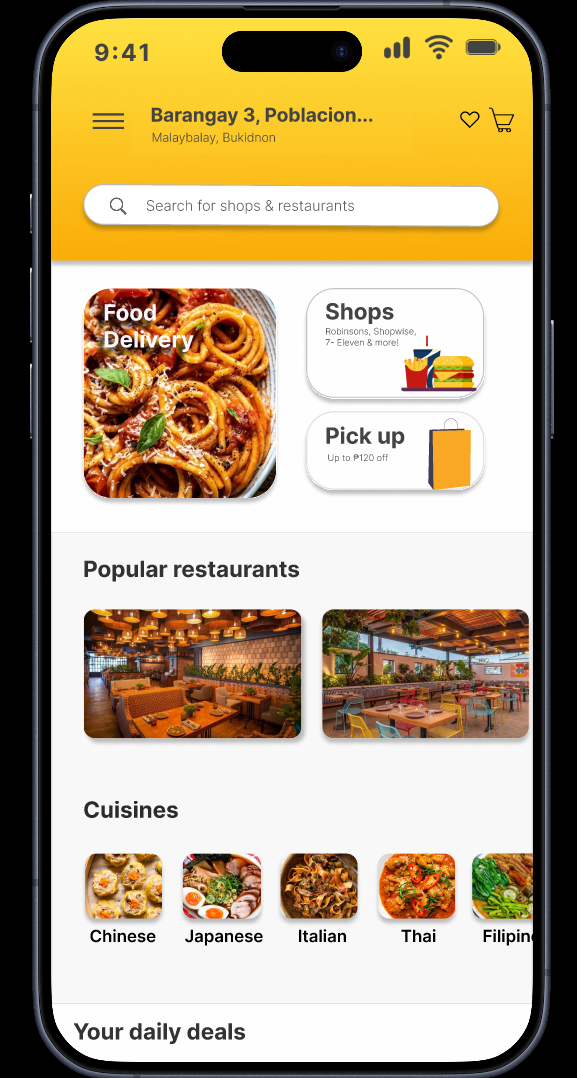 9:41
Barangay 3, Poblacion...
Malaybalay, Bukidnon
Search for shops & restaurants
Food
Delivery
Shops
Robinsons, Shopwise,
7- Eleven & more!
Pick up
Up to ₱120 off
Popular restaurants
Cuisines
Chinese
Japanese
Italian
Thai
Filipin
Your daily deals